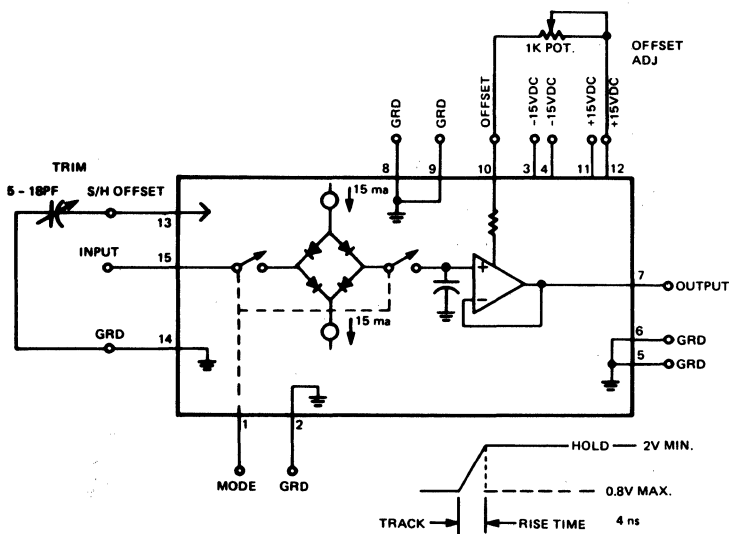 1K POT.
OFFSET
ADJ
GRD
GRD
OFFSET
-15VDC
-15VDC
+15VDC
+15VDC
8
9
10
3
4
11
12
TRIM
5 - 18PF
S/H OFFSET
13
15 ma
INPUT
15
+
-
7
OUTPUT
15 ma
GRD
14
6
GRD
5
GRD
1
2
MODE
GRD
HOLD
2V MIN.
0.8V MAX.
TRACK
RISE TIME
4 ns